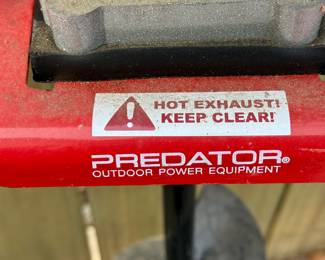 HOT EXHAUST!
KEEP CLEAR!
PREDATOR®
OUTDOOR POWER EQUIPMENT